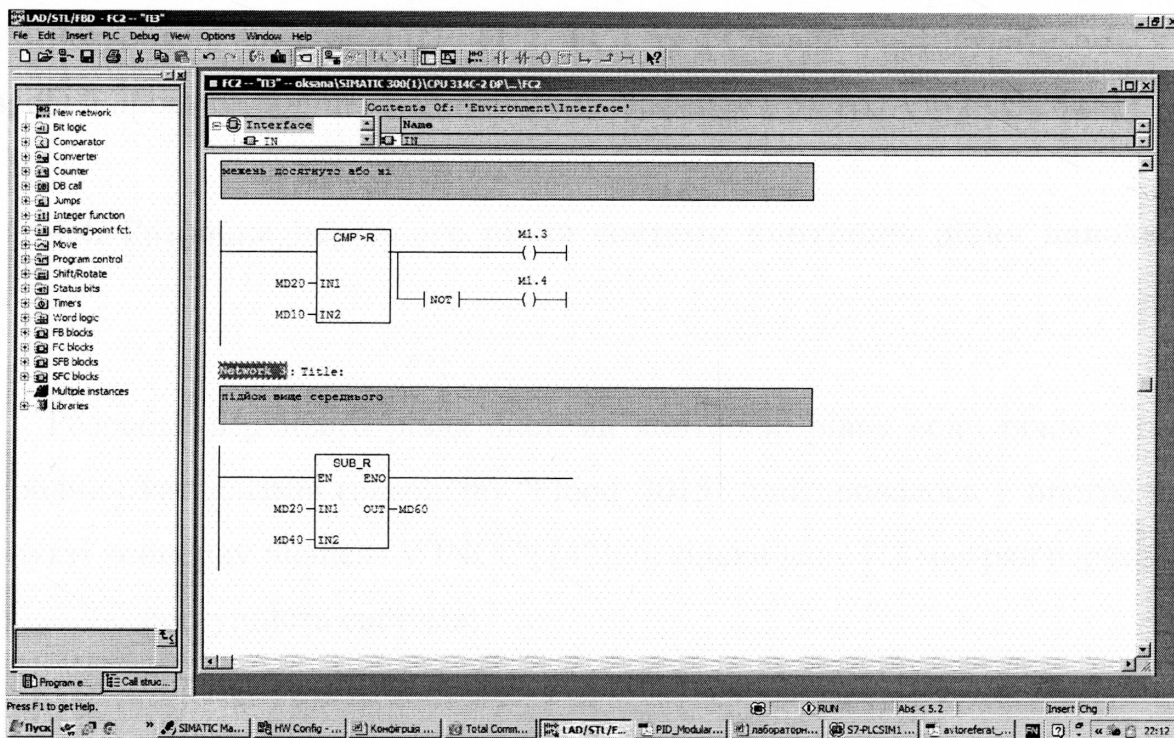 LAD/STL/FBD - FC2 -- "ПЗ"
File Edit Insert PLC Debug View Options Window Help
FC2 -- "ПЗ" -- oksana\SIMATIC 300(1)\CPU 314C-2 DP\...\FC2
Contents Of: 'Environment\Interface'
Interface
IN
Name
IN
New network
Bit logic
Comparator
Converter
Counter
DB call
Jumps
Integer function
Floating-point fct.
Move
Program control
Shift/Rotate
Status bits
Timers
Word logic
FB blocks
FC blocks
SFB blocks
SFC blocks
Multiple instances
Libraries
межень досягнуто або ні
CMP >R
M1.3
( )
MD20 IN1
NOT
M1.4
( )
MD10 IN2
Network 3: Title:
підйом вище середнього
SUB_R
EN ENO
MD20 IN1 OUT MD60
MD40 IN2
Program e... Call struc...
Press F1 to get Help.
RUN Abs < 5.2 Insert Chg
Пуск » SIMATIC Ma... HW Config - ... Total Comm... LAD/STL/F... PID_Modular... лабораторн... S7-PLCSIM1 ... avtoreferat_... EN « 22:12